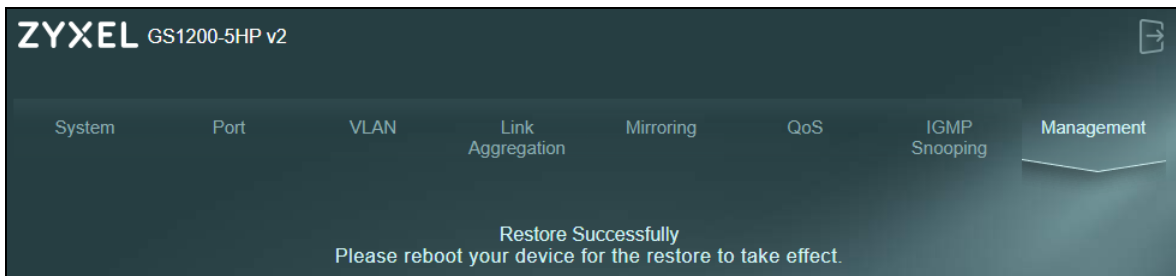 ZYXEL GS1200-5HP v2
System Port VLAN Link Aggregation Mirroring QoS IGMP Snooping Management
Restore Successfully
Please reboot your device for the restore to take effect.